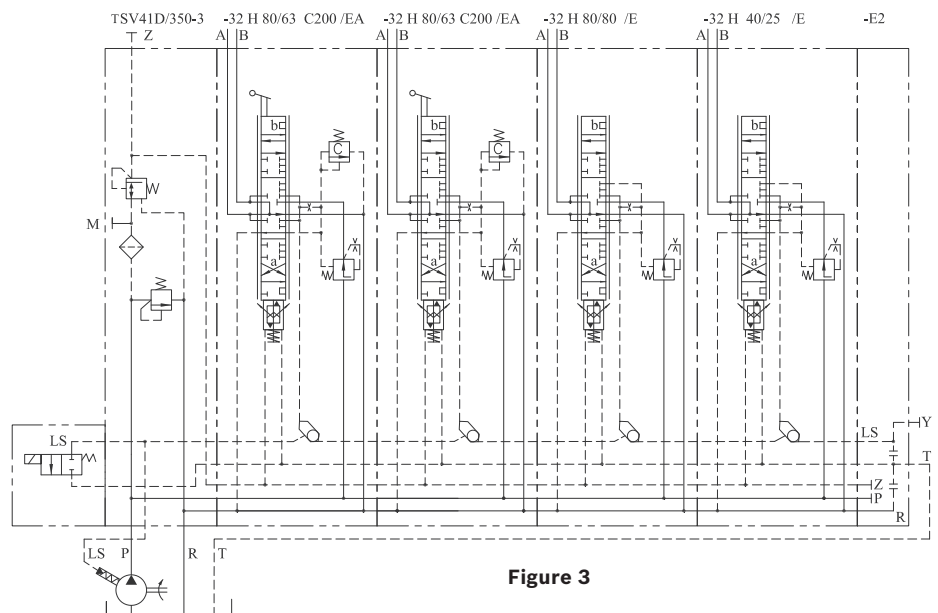 TSV41D/350-3 -32 H 80/63 C200 /EA -32 H 80/63 C200 /EA -32 H 80/80 /E -32 H 40/25 /E -E2
Z A B A B A B A B
b b b b
C C
M
a a a a
LS LS Y
T
Z
P
R
LS P R T
Figure 3